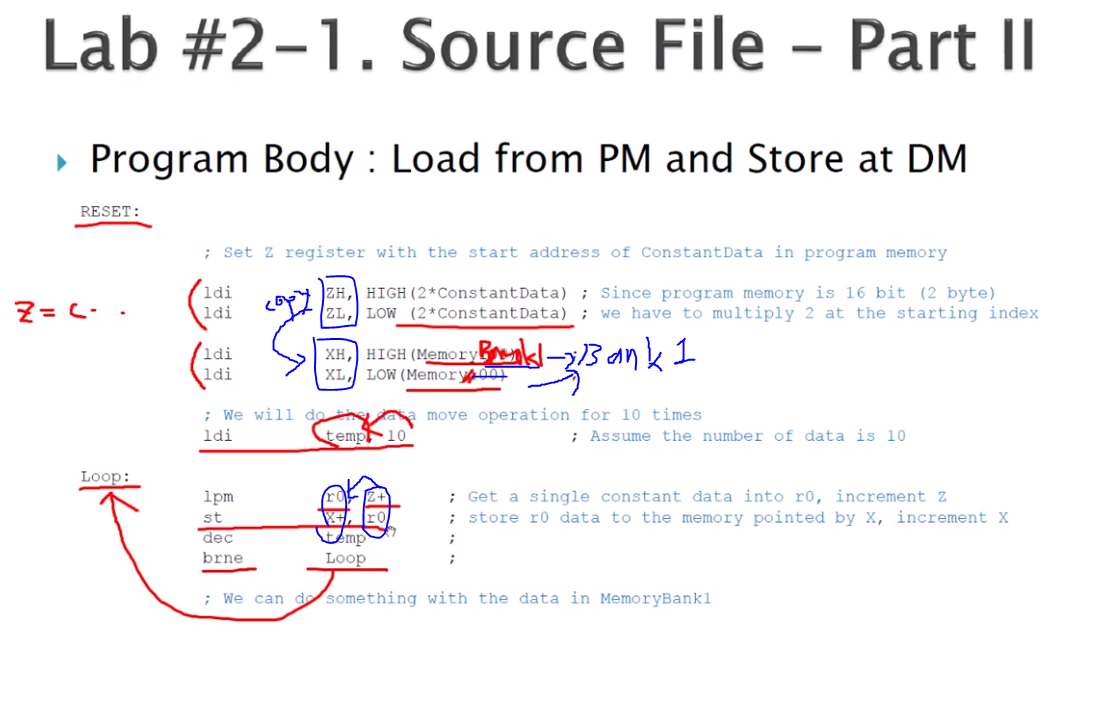 Lab #2-1. Source File - Part II
Program Body : Load from PM and Store at DM
RESET:
; Set Z register with the start address of ConstantData in program memory
ldi ZH, HIGH(2*ConstantData) ; Since program memory is 16 bit (2 byte)
Z = C . .
copy
ldi ZL, LOW (2*ConstantData) ; we have to multiply 2 at the starting index
ldi XH, HIGH(Memory Bank1 Bank 1
ldi XL, LOW(Memory 00)
; We will do the data move operation for 10 times
ldi temp, 10 ; Assume the number of data is 10
Loop:
lpm r0, Z+ ; Get a single constant data into r0, increment Z
st X+, r0 ; store r0 data to the memory pointed by X, increment X
dec temp ;
brne Loop ;
; We can do something with the data in MemoryBank1